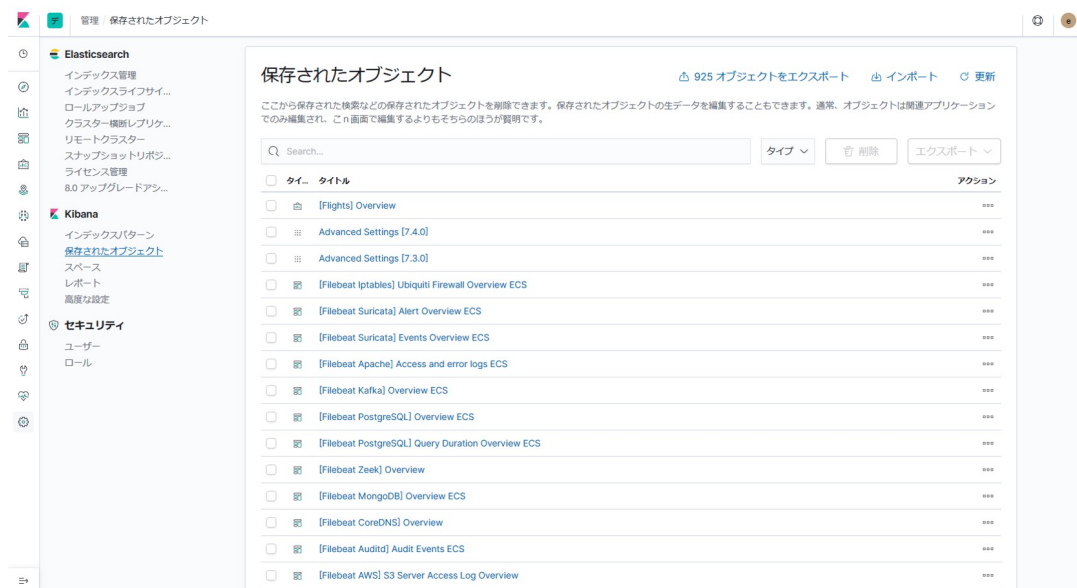 デ 管理 / 保存されたオブジェクト e
Elasticsearch
インデックス管理
インデックスライフサイ...
ロールアップジョブ
クラスター横断レプリケ...
リモートクラスター
スナップショットリポジ...
ライセンス管理
8.0 アップグレードアシ...
Kibana
インデックスパターン
保存されたオブジェクト
スペース
レポート
高度な設定
セキュリティ
ユーザー
ロール
保存されたオブジェクト
925 オブジェクトをエクスポート インポート 更新
ここから保存された検索などの保存されたオブジェクトを削除できます。保存されたオブジェクトの生データを編集することもできます。通常、オブジェクトは関連アプリケーション
でのみ編集され、こｎ画面で編集するよりもそちらのほうが賢明です。
Search... タイプ 削除 エクスポート
タイ... タイトル アクション
[Flights] Overview
Advanced Settings [7.4.0]
Advanced Settings [7.3.0]
[Filebeat Iptables] Ubiquiti Firewall Overview ECS
[Filebeat Suricata] Alert Overview ECS
[Filebeat Suricata] Events Overview ECS
[Filebeat Apache] Access and error logs ECS
[Filebeat Kafka] Overview ECS
[Filebeat PostgreSQL] Overview ECS
[Filebeat PostgreSQL] Query Duration Overview ECS
[Filebeat Zeek] Overview
[Filebeat MongoDB] Overview ECS
[Filebeat CoreDNS] Overview
[Filebeat Auditd] Audit Events ECS
[Filebeat AWS] S3 Server Access Log Overview